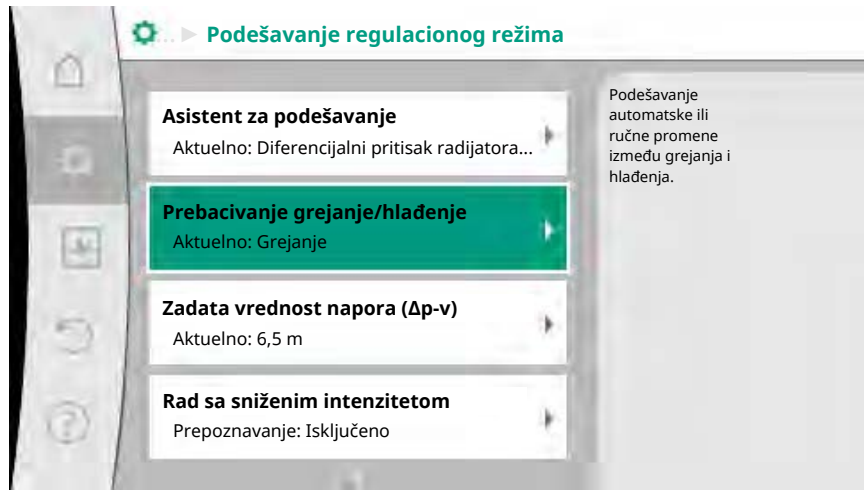 Podešavanje regulacionog režima
Asistent za podešavanje
Aktuelno: Diferencijalni pritisak radijatora...
Prebacivanje grejanje/hlađenje
Aktuelno: Grejanje
Zadata vrednost napora (Δp-v)
Aktuelno: 6,5 m
Rad sa sniženim intenzitetom
Prepoznavanje: Isključeno
Podešavanje
automatske ili
ručne promene
između grejanja i
hlađenja.